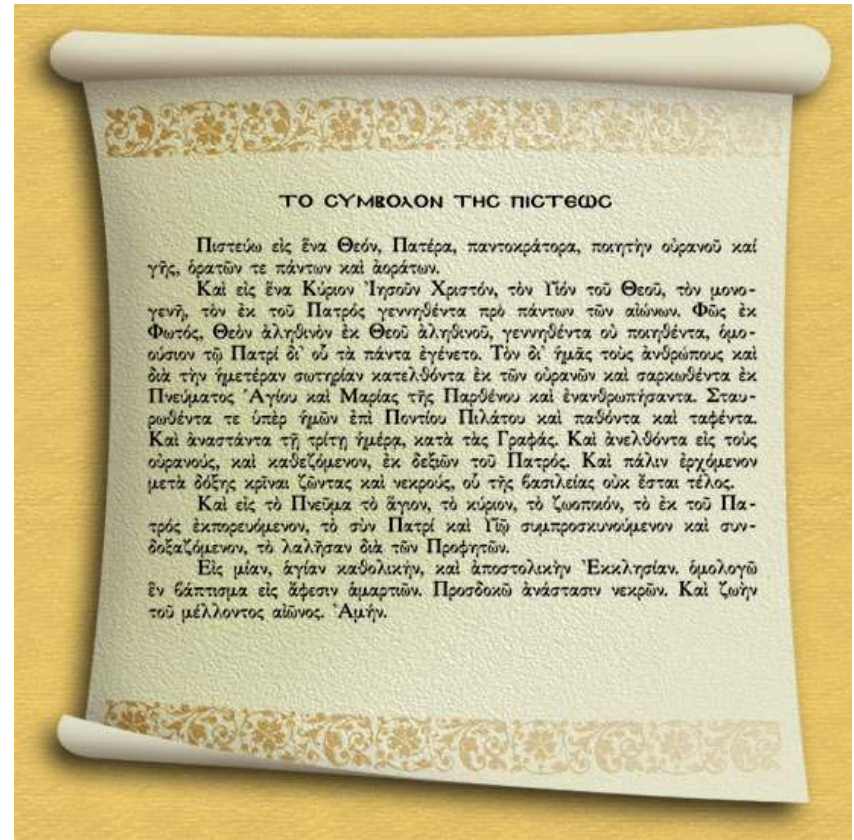 ΤΟ CΥΜΒΟΛΟΝ ΤΗC ΠΙCΤΕωC
Πιστεύω εἰς ἕνα Θεόν, Πατέρα, παντοκράτορα, ποιητὴν οὐρανοῦ καί
γῆς, ὁρατῶν τε πάντων καὶ ἀοράτων.
Καὶ εἰς ἕνα Κύριον Ἰησοῦν Χριστόν, τὸν Υἱόν τοῦ Θεοῦ, τὸν μονο-
γενῆ, τὸν ἐκ τοῦ Πατρός γεννηθέντα πρὸ πάντων τῶν αἰώνων. Φῶς ἐκ
Φωτός, Θεὸν ἀληθινὸν ἐκ Θεοῦ ἀληθινοῦ, γεννηθέντα οὐ ποιηθέντα, ὁμο-
ούσιον τῷ Πατρί δι᾽ οὗ τὰ πάντα ἐγένετο. Τὸν δι᾽ ἡμᾶς τοὺς ἀνθρώπους καὶ
διὰ τὴν ἡμετέραν σωτηρίαν κατελθόντα ἐκ τῶν οὐρανῶν καὶ σαρκωθέντα ἐκ
Πνεύματος Ἁγίου καὶ Μαρίας τῆς Παρθένου καὶ ἐνανθρωπήσαντα. Σταυ-
ρωθέντα τε ὑπὲρ ἡμῶν ἐπὶ Ποντίου Πιλάτου καὶ παθόντα καὶ ταφέντα.
Καὶ ἀναστάντα τῇ τρίτῃ ἡμέρᾳ, κατὰ τὰς Γραφάς. Καὶ ἀνελθόντα εἰς τοὺς
οὐρανούς, καὶ καθεζόμενον, ἐκ δεξιῶν τοῦ Πατρός. Καὶ πάλιν ἐρχόμενον
μετὰ δόξης κρῖναι ζῶντας καὶ νεκρούς, οὗ τῆς βασιλείας οὐκ ἔσται τέλος.
Καὶ εἰς τὸ Πνεῦμα τὸ ἅγιον, τὸ κύριον, τὸ ζωοποιόν, τὸ ἐκ τοῦ Πα-
τρός ἐκπορευόμενον, τὸ σὺν Πατρί καὶ Υἱῷ συμπροσκυνούμενον καὶ συν-
δοξαζόμενον, τὸ λαλῆσαν διὰ τῶν Προφητῶν.
Εἰς μίαν, ἁγίαν καθολικὴν, καὶ ἀποστολικὴν Ἐκκλησίαν. ὁμολογῶ
ἓν βάπτισμα εἰς ἄφεσιν ἁμαρτιῶν. Προσδοκῶ ἀνάστασιν νεκρῶν. Καὶ ζωὴν
τοῦ μέλλοντος αἰῶνος. Ἀμήν.